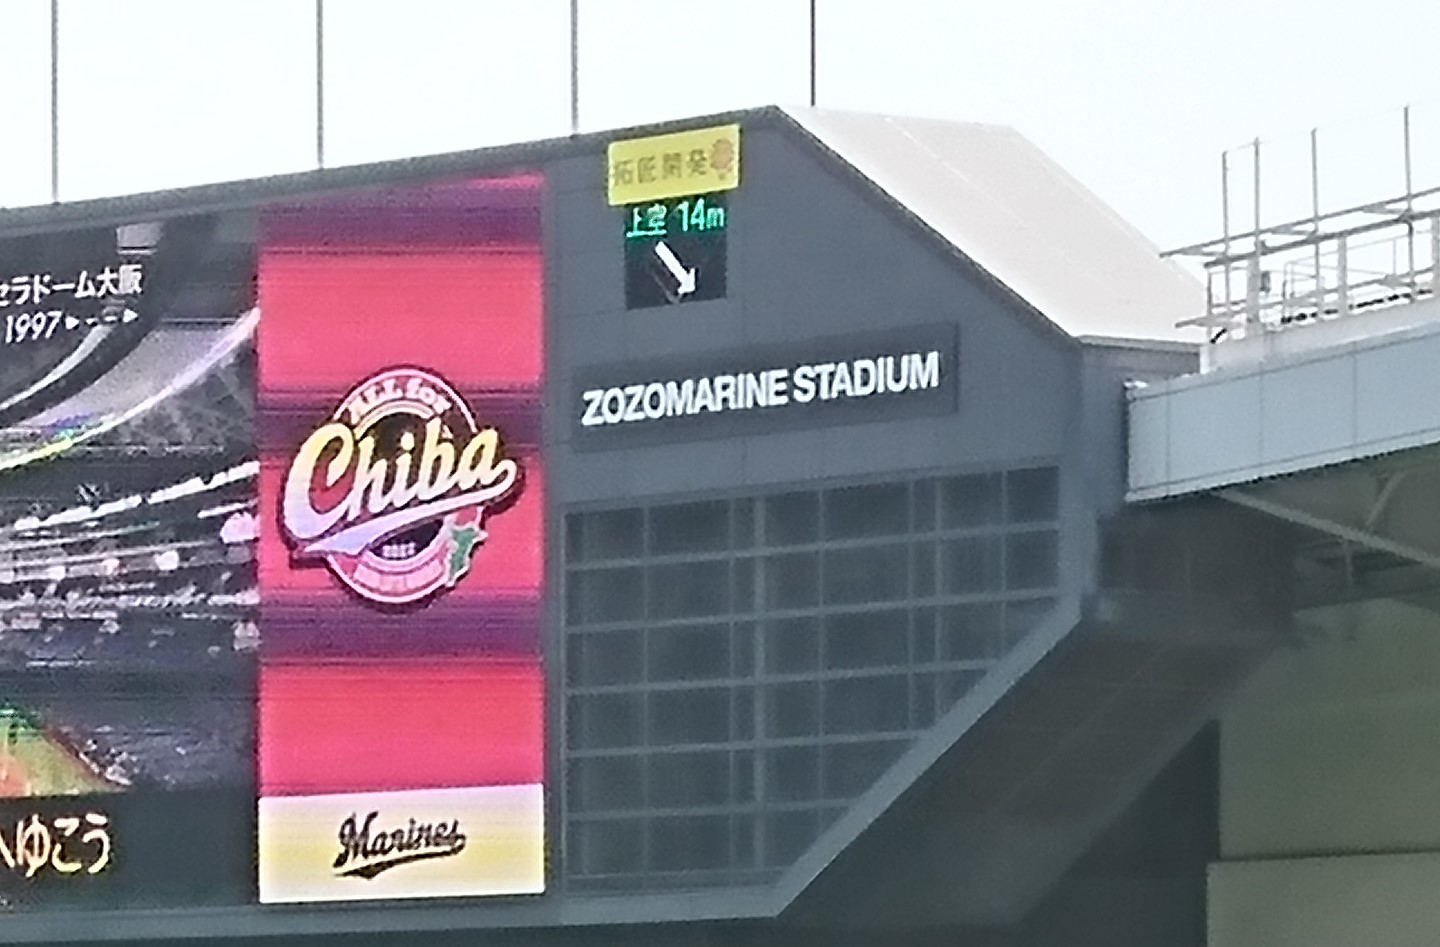 拓匠開発
上空 14m
ZOZOMARINE STADIUM
セラドーム大阪
1997
ALL for
Chiba
Marines
へゆこう